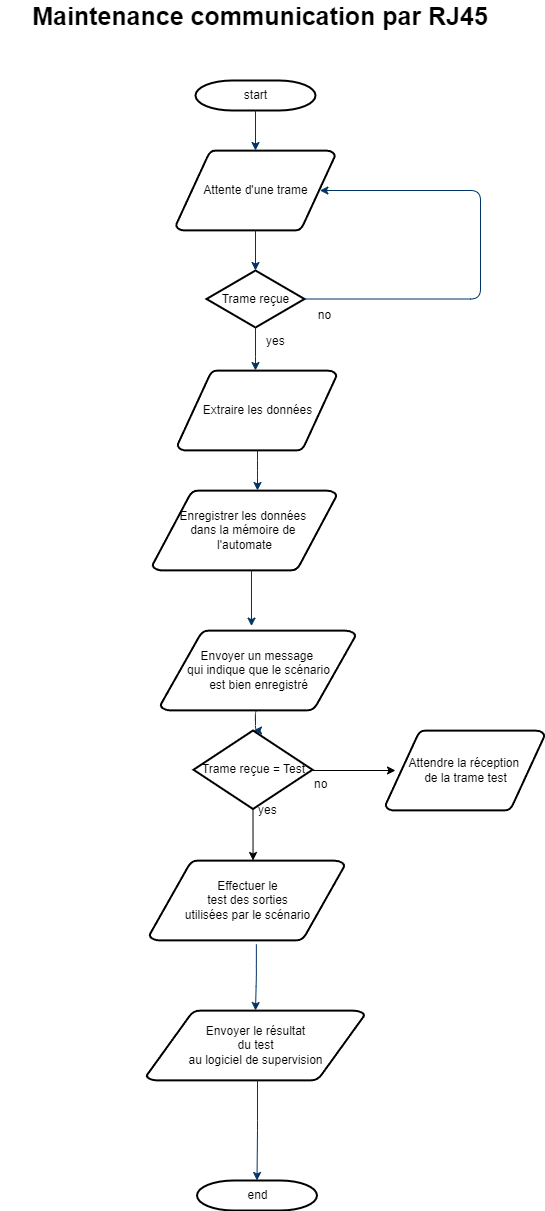 Maintenance communication par RJ45
start
Attente d'une trame
Trame reçue
no
yes
Extraire les données
Enregistrer les données
dans la mémoire de
l'automate
Envoyer un message
qui indique que le scénario
est bien enregistré
Trame reçue = Test
no
Attendre la réception
de la trame test
yes
Effectuer le
test des sorties
utilisées par le scénario
Envoyer le résultat
du test
au logiciel de supervision
end